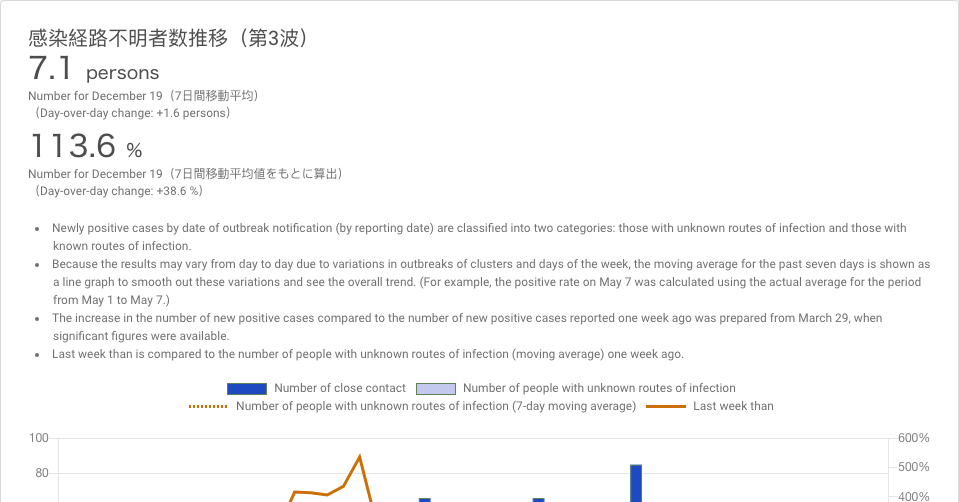 感染経路不明者数推移（第3波）
7.1 persons
Number for December 19（7日間移動平均）
（Day-over-day change: +1.6 persons）
113.6 %
Number for December 19（7日間移動平均値をもとに算出）
（Day-over-day change: +38.6 %）
Newly positive cases by date of outbreak notification (by reporting date) are classified into two categories: those with unknown routes of infection and those with
known routes of infection.
Because the results may vary from day to day due to variations in outbreaks of clusters and days of the week, the moving average for the past seven days is shown as
a line graph to smooth out these variations and see the overall trend. (For example, the positive rate on May 7 was calculated using the actual average for the period
from May 1 to May 7.)
The increase in the number of new positive cases compared to the number of new positive cases reported one week ago was prepared from March 29, when
significant figures were available.
Last week than is compared to the number of people with unknown routes of infection (moving average) one week ago.
Number of close contact Number of people with unknown routes of infection
Number of people with unknown routes of infection (7-day moving average) Last week than
100 600%
500%
80
400%